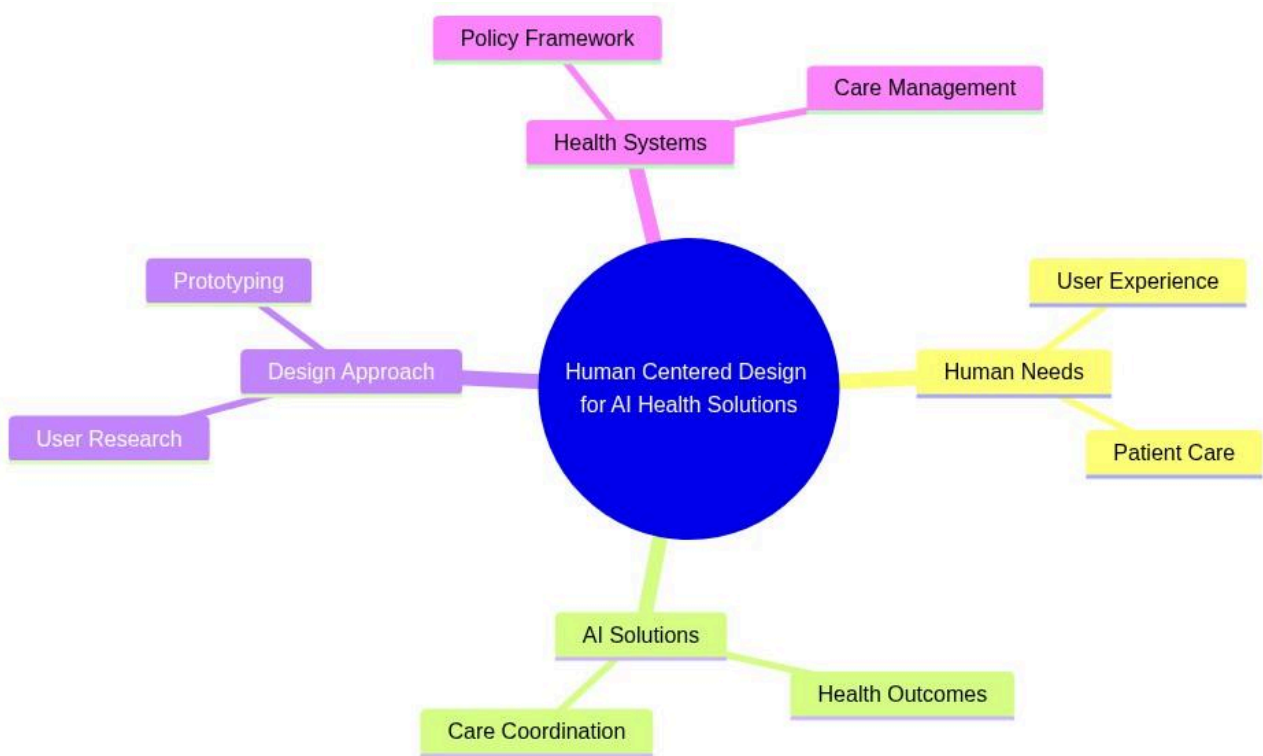 Policy Framework
Care Management
Health Systems
Prototyping
User Experience
Design Approach
Human Centered Design
for AI Health Solutions
Human Needs
User Research
Patient Care
AI Solutions
Health Outcomes
Care Coordination